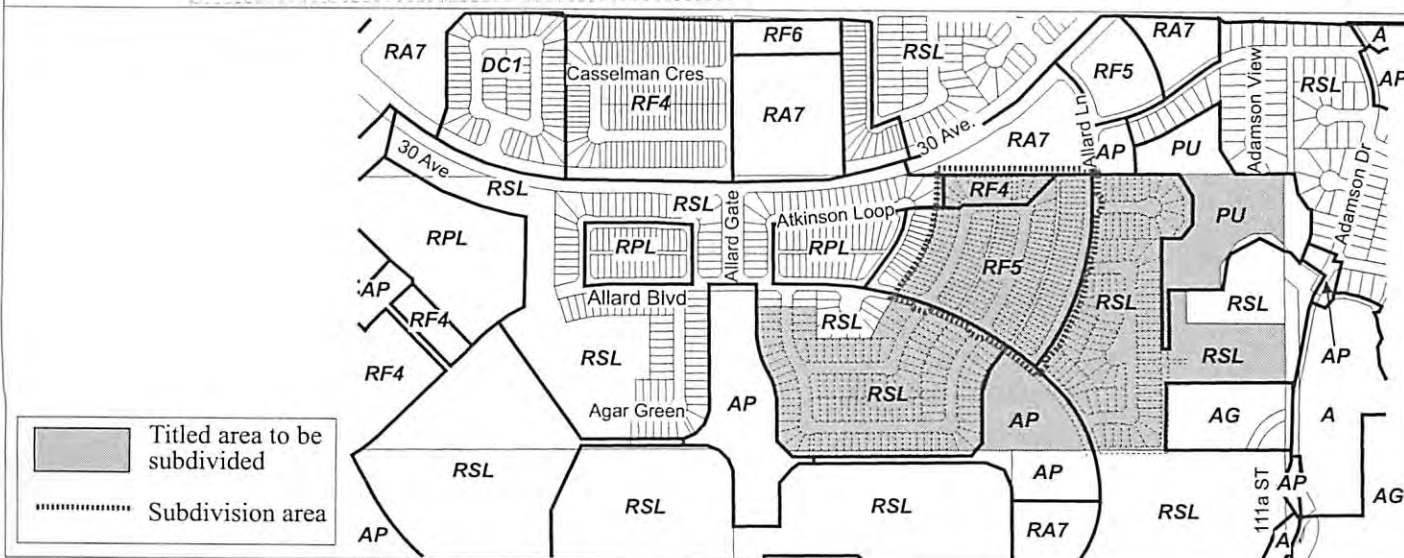 RA7
DC1
Casselman Cres.
RF4
RF6
RA7
RSL
30 Ave.
RA7
RF5
RA7
Allard Ln
AP
PU
Adamson View
RSL
A
AP
Adamson Dr
30 Ave
RSL
RSL
Allard Gate
Atkinson Loop
RF4
RPL
RPL
RPL
RF5
PU
RSL
RSL
AP
RF4
RF4
Allard Blvd
RSL
RSL
RSL
RSL
AP
Agar Green
AP
RSL
AP
AG
A
RSL
AP
RSL
RSL
RSL
AP
RA7
RSL
111a ST
AP
AG
A
Titled area to be
subdivided
Subdivision area